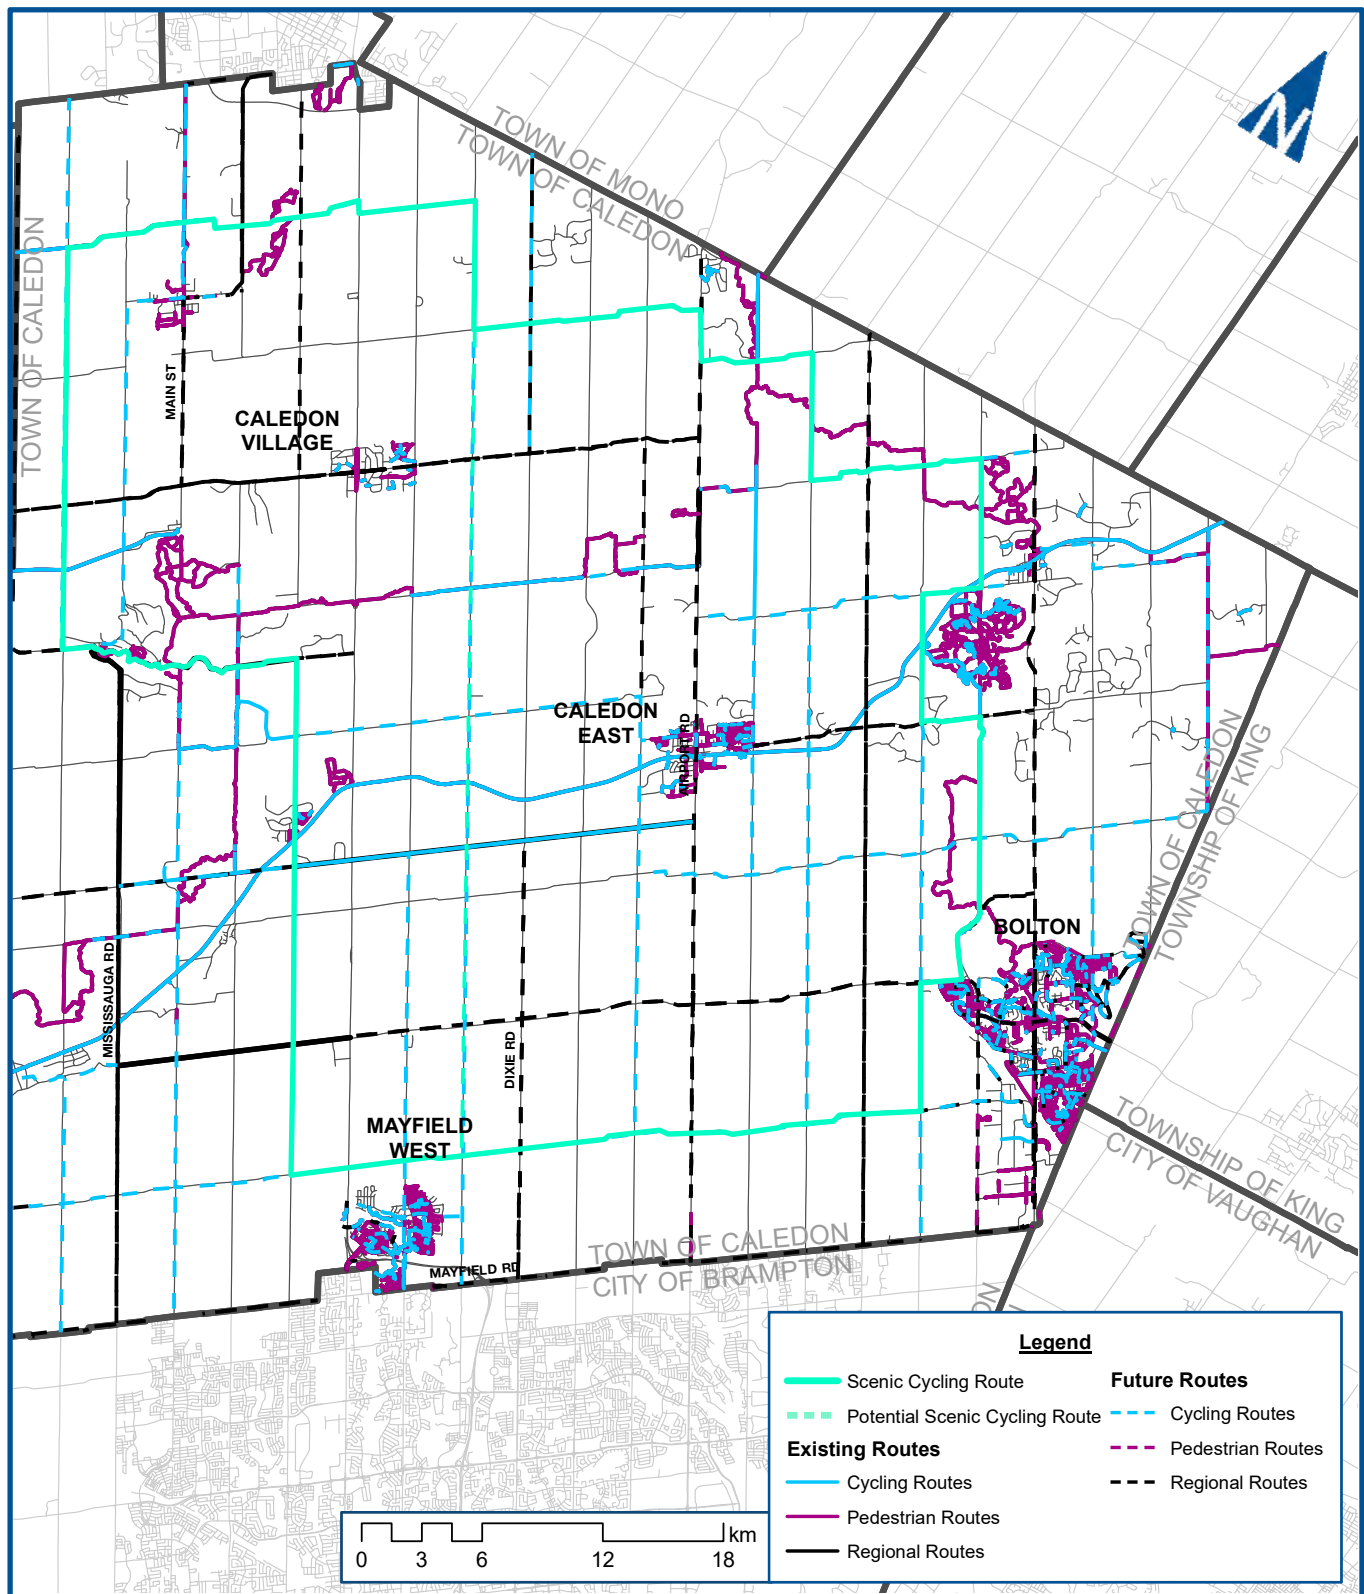 N
TOWN OF MONO
TOWN OF CALEDON
TOWN OF CALEDON
MAIN ST
CALEDON
VILLAGE
CALEDON
EAST
AIRPORT RD
TOWN OF CALEDON
TOWNSHIP OF KING
BOLTON
MISSISSAUGA RD
DIXIE RD
MAYFIELD
WEST
TOWNSHIP OF KING
CITY OF VAUGHAN
TOWN OF CALEDON
CITY OF BRAMPTON
MAYFIELD RD
ON
Legend
Scenic Cycling Route
Potential Scenic Cycling Route
Existing Routes
Cycling Routes
Pedestrian Routes
Regional Routes
Future Routes
Cycling Routes
Pedestrian Routes
Regional Routes
0 3 6 12 18 km